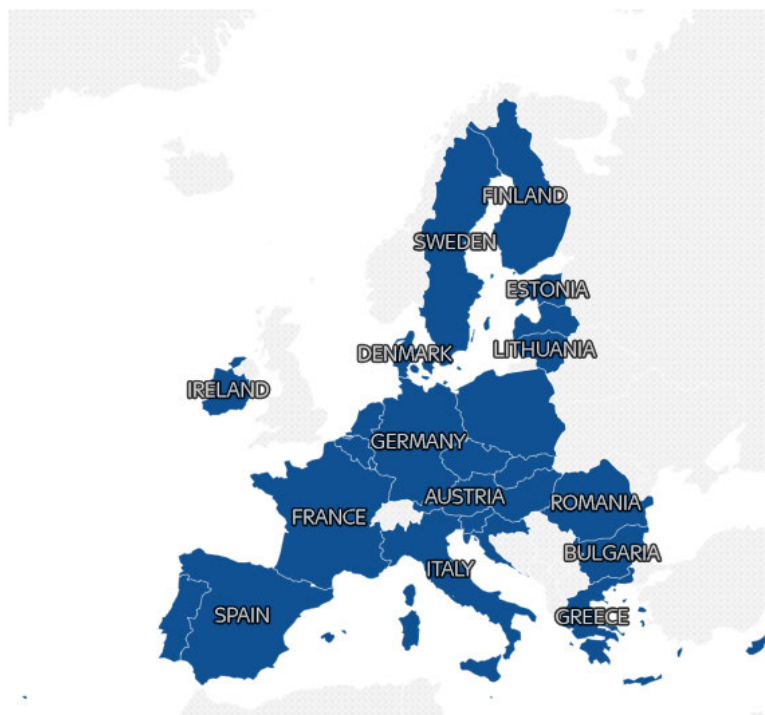 FINLAND
SWEDEN
ESTONIA
DENMARK
LITHUANIA
IRELAND
GERMANY
AUSTRIA
ROMANIA
FRANCE
BULGARIA
ITALY
SPAIN
GREECE